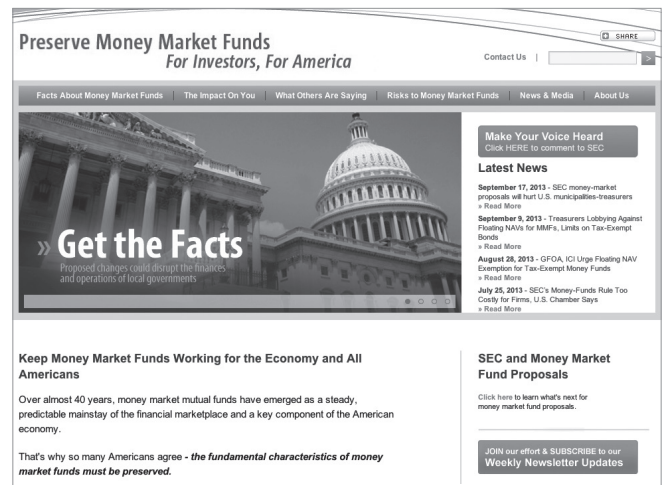 Preserve Money Market Funds
For Investors, For America
SHARE
Contact Us |
>
Facts About Money Market Funds | The Impact On You | What Others Are Saying | Risks to Money Market Funds | News & Media | About Us
» Get the Facts
Proposed changes could disrupt the finances
and operations of local governments
Make Your Voice Heard
Click HERE to comment to SEC
Latest News
September 17, 2013 - SEC money-market
proposals will hurt U.S. municipalities-treasurers
» Read More
September 9, 2013 - Treasurers Lobbying Against
Floating NAVs for MMFs, Limits on Tax-Exempt
Bonds
» Read More
August 28, 2013 - GFOA, ICI Urge Floating NAV
Exemption for Tax-Exempt Money Funds
» Read More
July 25, 2013 - SEC's Money-Funds Rule Too
Costly for Firms, U.S. Chamber Says
» Read More
Keep Money Market Funds Working for the Economy and All
Americans
Over almost 40 years, money market mutual funds have emerged as a steady,
predictable mainstay of the financial marketplace and a key component of the American
economy.
That's why so many Americans agree - the fundamental characteristics of money
market funds must be preserved.
SEC and Money Market
Fund Proposals
Click here to learn what's next for
money market fund proposals.
JOIN our effort & SUBSCRIBE to our
Weekly Newsletter Updates